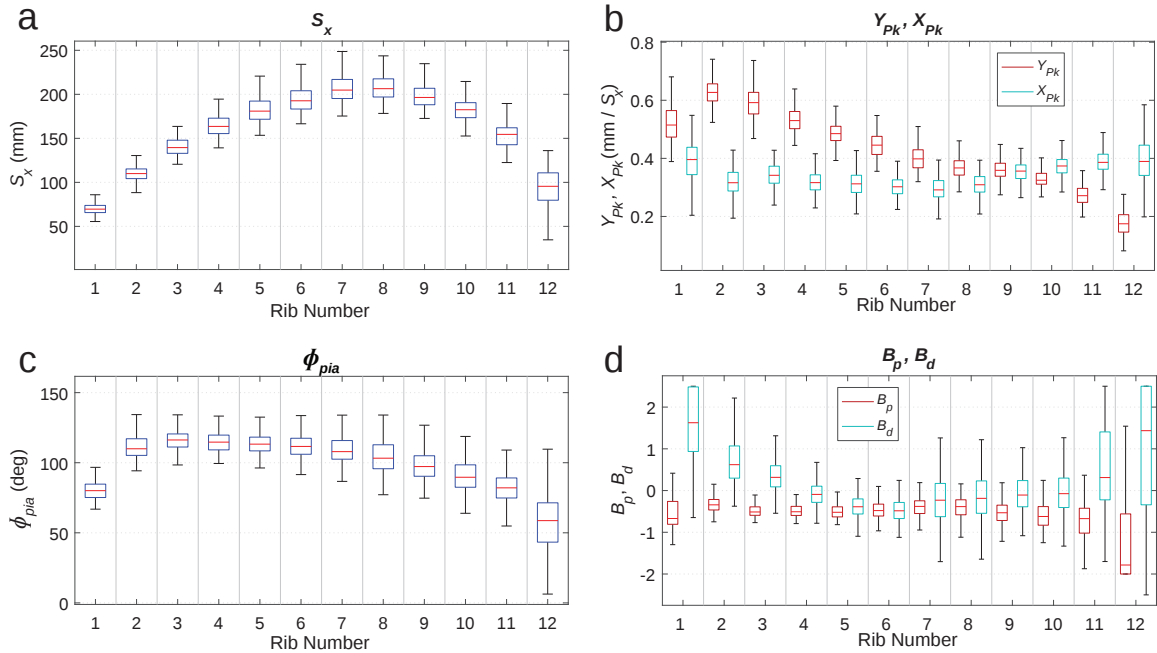 a
S_x
250
200
150
100
50
S_x (mm)
1 2 3 4 5 6 7 8 9 10 11 12
Rib Number
b
Y_Pk, X_Pk
0.8
0.6
0.4
0.2
Y_Pk, X_Pk (mm / S_x)
Y_Pk
X_Pk
1 2 3 4 5 6 7 8 9 10 11 12
Rib Number
c
ϕ_pia
150
100
50
0
ϕ_pia (deg)
1 2 3 4 5 6 7 8 9 10 11 12
Rib Number
d
B_p, B_d
2
1
0
-1
-2
B_p, B_d
B_p
B_d
1 2 3 4 5 6 7 8 9 10 11 12
Rib Number